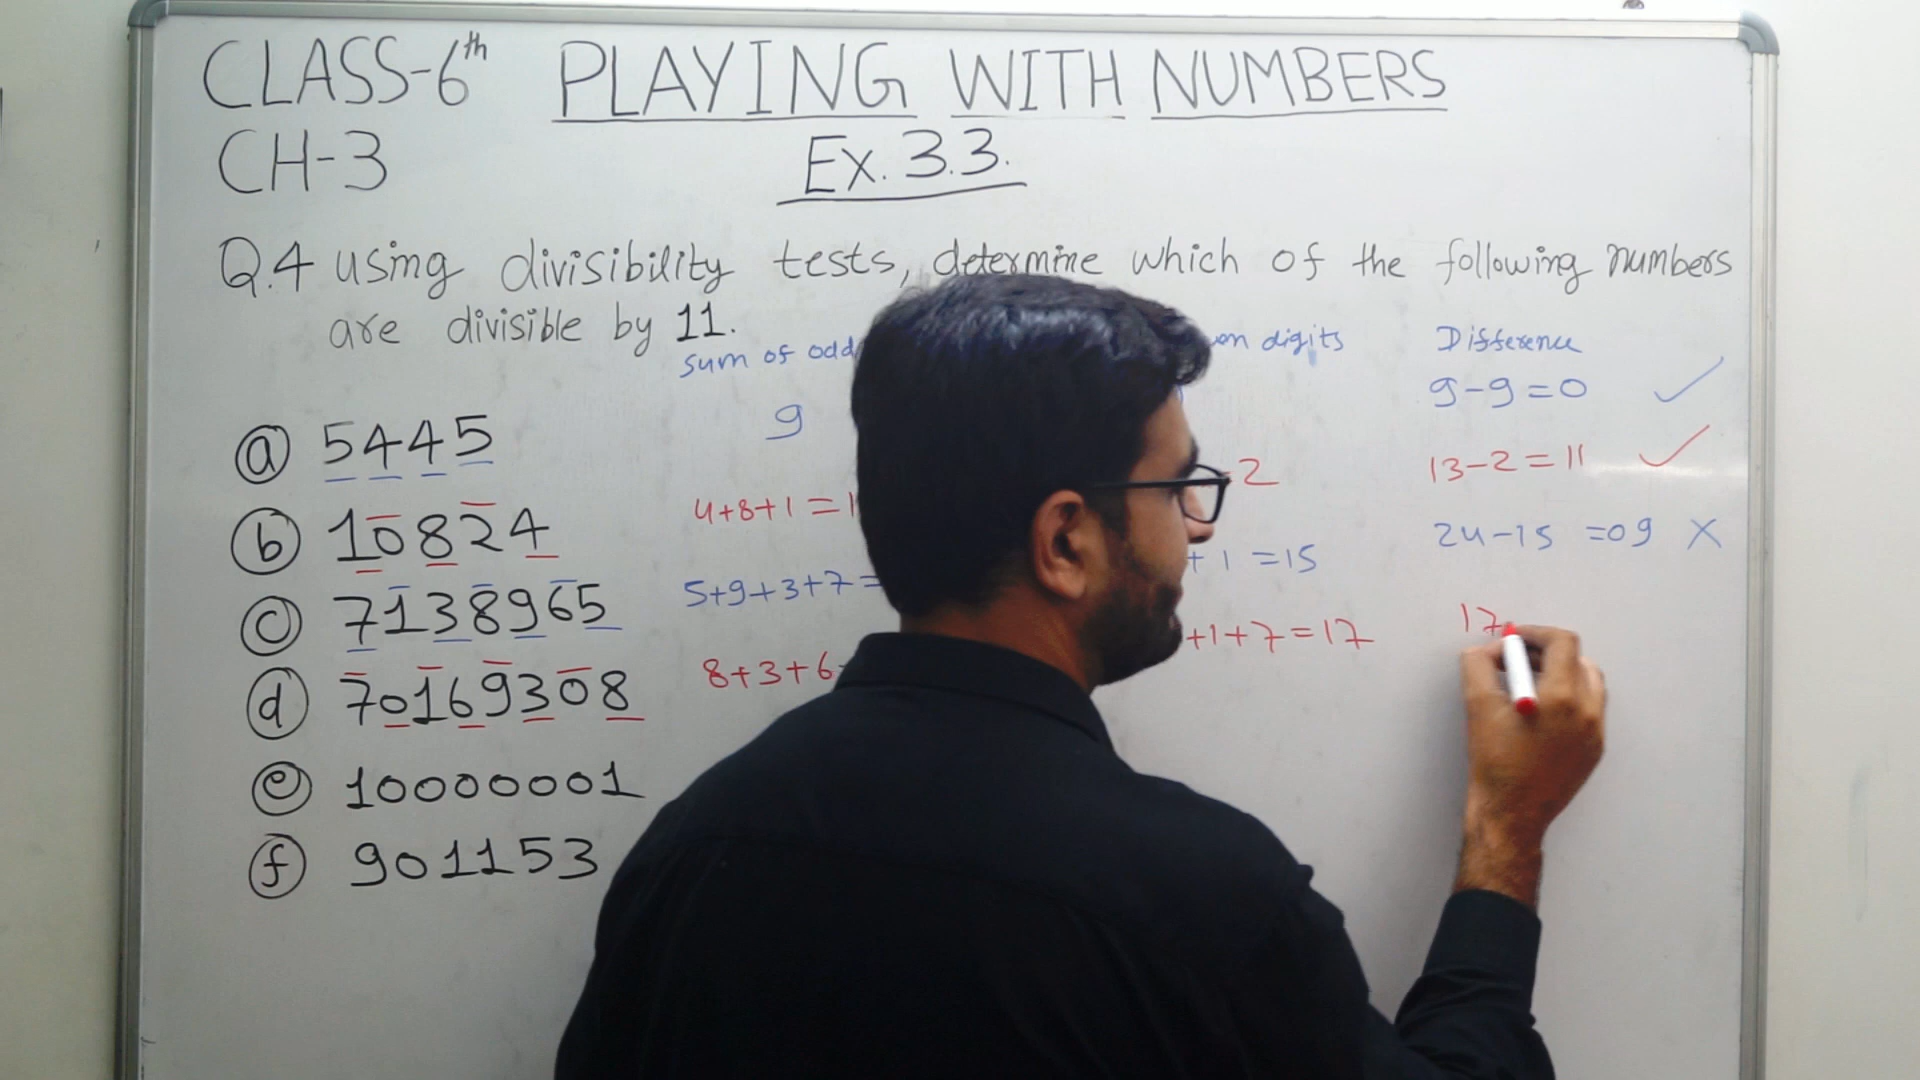 CLASS-6th PLAYING WITH NUMBERS
CH-3 Ex. 3.3.
Q.4 using divisibility tests, determine which of the following numbers
are divisible by 11.
Sum of odd digits Difference
(a) 5445 9 9-9=0 ✓
(b) 10824 4+8+1= 2 13-2=11 ✓
(c) 7138965 5+9+3+7= +1=15 24-15=09 X
(d) 70169308 8+3+6 +1+7=17 17
(e) 10000001
(f) 901153